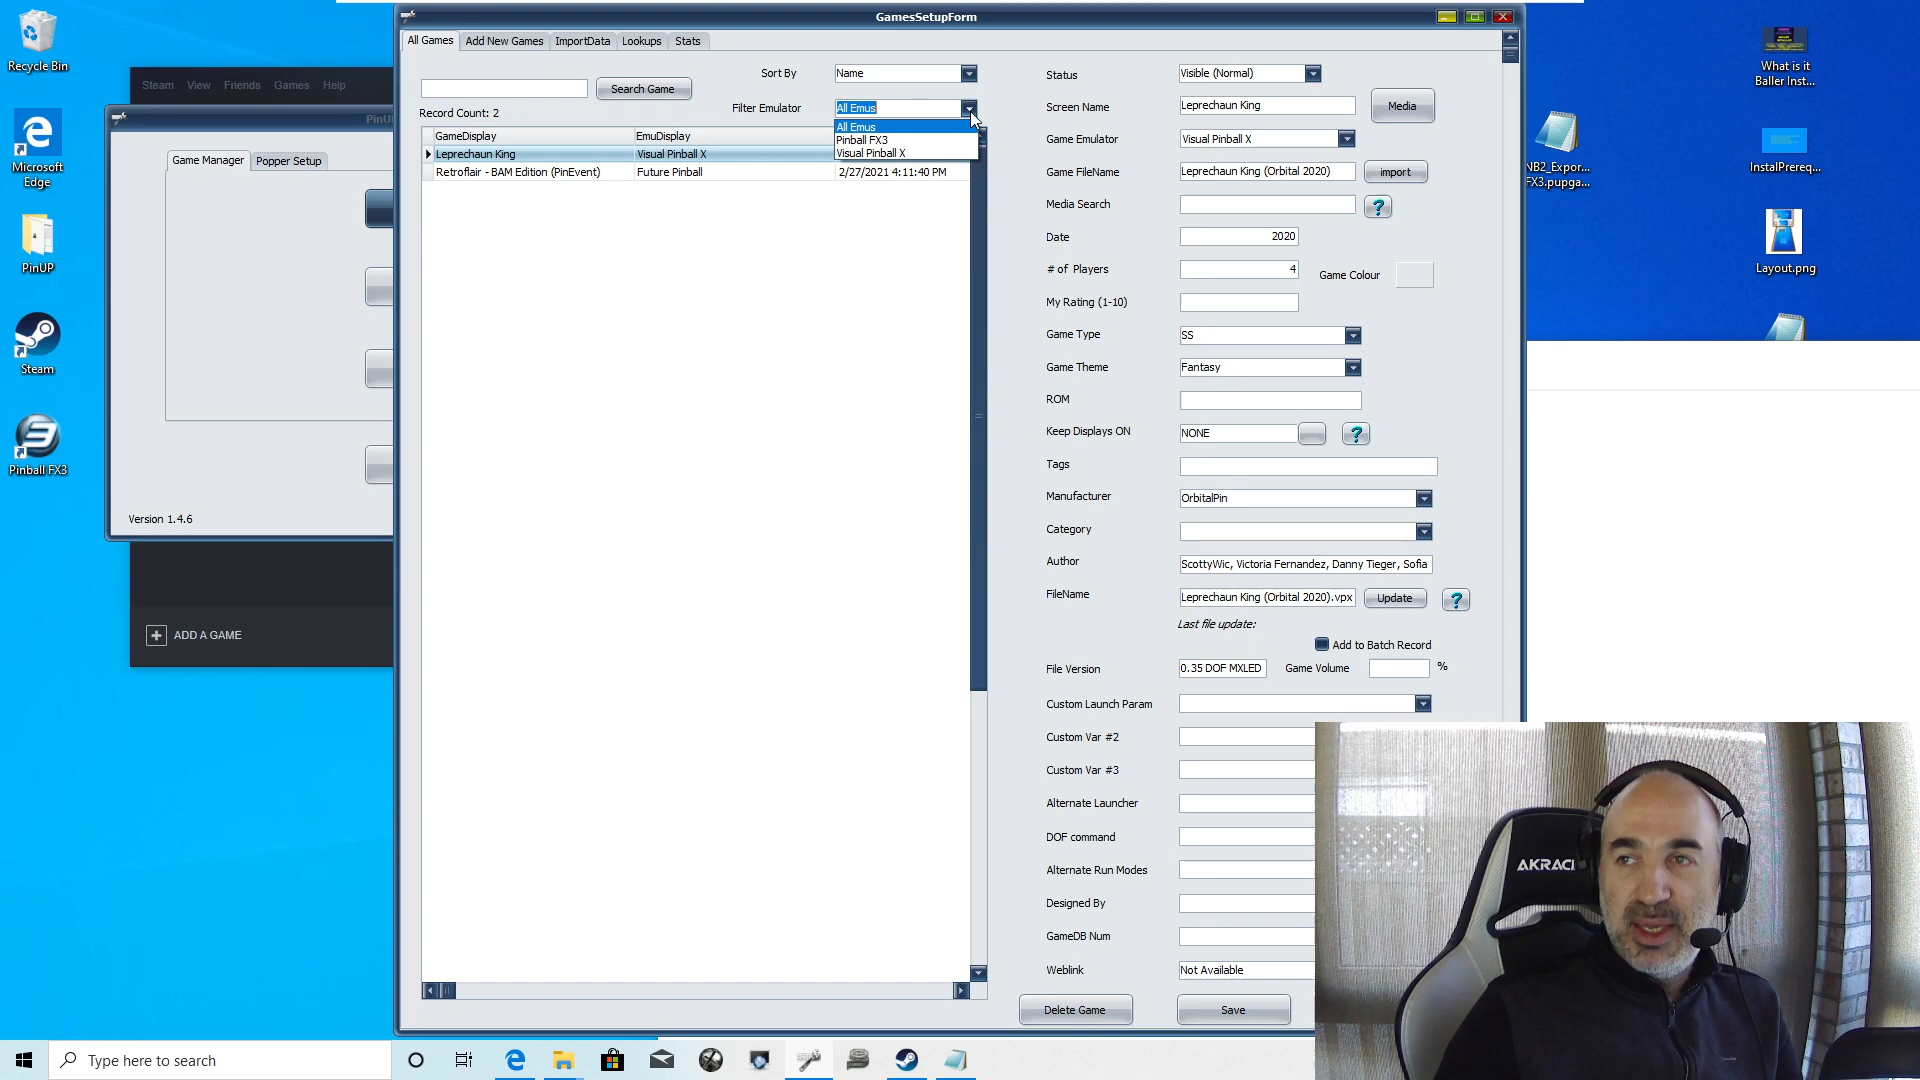 GamesSetupForm
All Games
Add New Games
ImportData
Lookups
Stats
Search Game
Record Count: 2
Sort By
Name
Filter Emulator
All Emus
All Emus
Pinball FX3
Visual Pinball X
GameDisplay
EmuDisplay
Leprechaun King
Visual Pinball X
Retroflair - BAM Edition (PinEvent)
Future Pinball
2/27/2021 4:11:40 PM
Status
Visible (Normal)
Screen Name
Leprechaun King
Media
Game Emulator
Visual Pinball X
Game FileName
Leprechaun King (Orbital 2020)
import
Media Search
?
Date
2020
# of Players
4
Game Colour
My Rating (1-10)
Game Type
SS
Game Theme
Fantasy
ROM
Keep Displays ON
NONE
?
Tags
Manufacturer
OrbitalPin
Category
Author
ScottyWic, Victoria Fernandez, Danny Tieger, Sofia
FileName
Leprechaun King (Orbital 2020).vpx
Update
?
Last file update:
Add to Batch Record
File Version
0.35 DOF MXLED
Game Volume
%
Custom Launch Param
Custom Var #2
Custom Var #3
Alternate Launcher
DOF command
Alternate Run Modes
Designed By
GameDB Num
Weblink
Not Available
Delete Game
Save
Recycle Bin
Microsoft
Edge
PinUP
Steam
Pinball FX3
Steam
View
Friends
Games
Help
PinU
Game Manager
Popper Setup
Version 1.4.6
ADD A GAME
What is it
Baller Inst...
NB2_Expor...
FX3.pupga...
InstalPrereq...
Layout.png
AKRACI
Type here to search